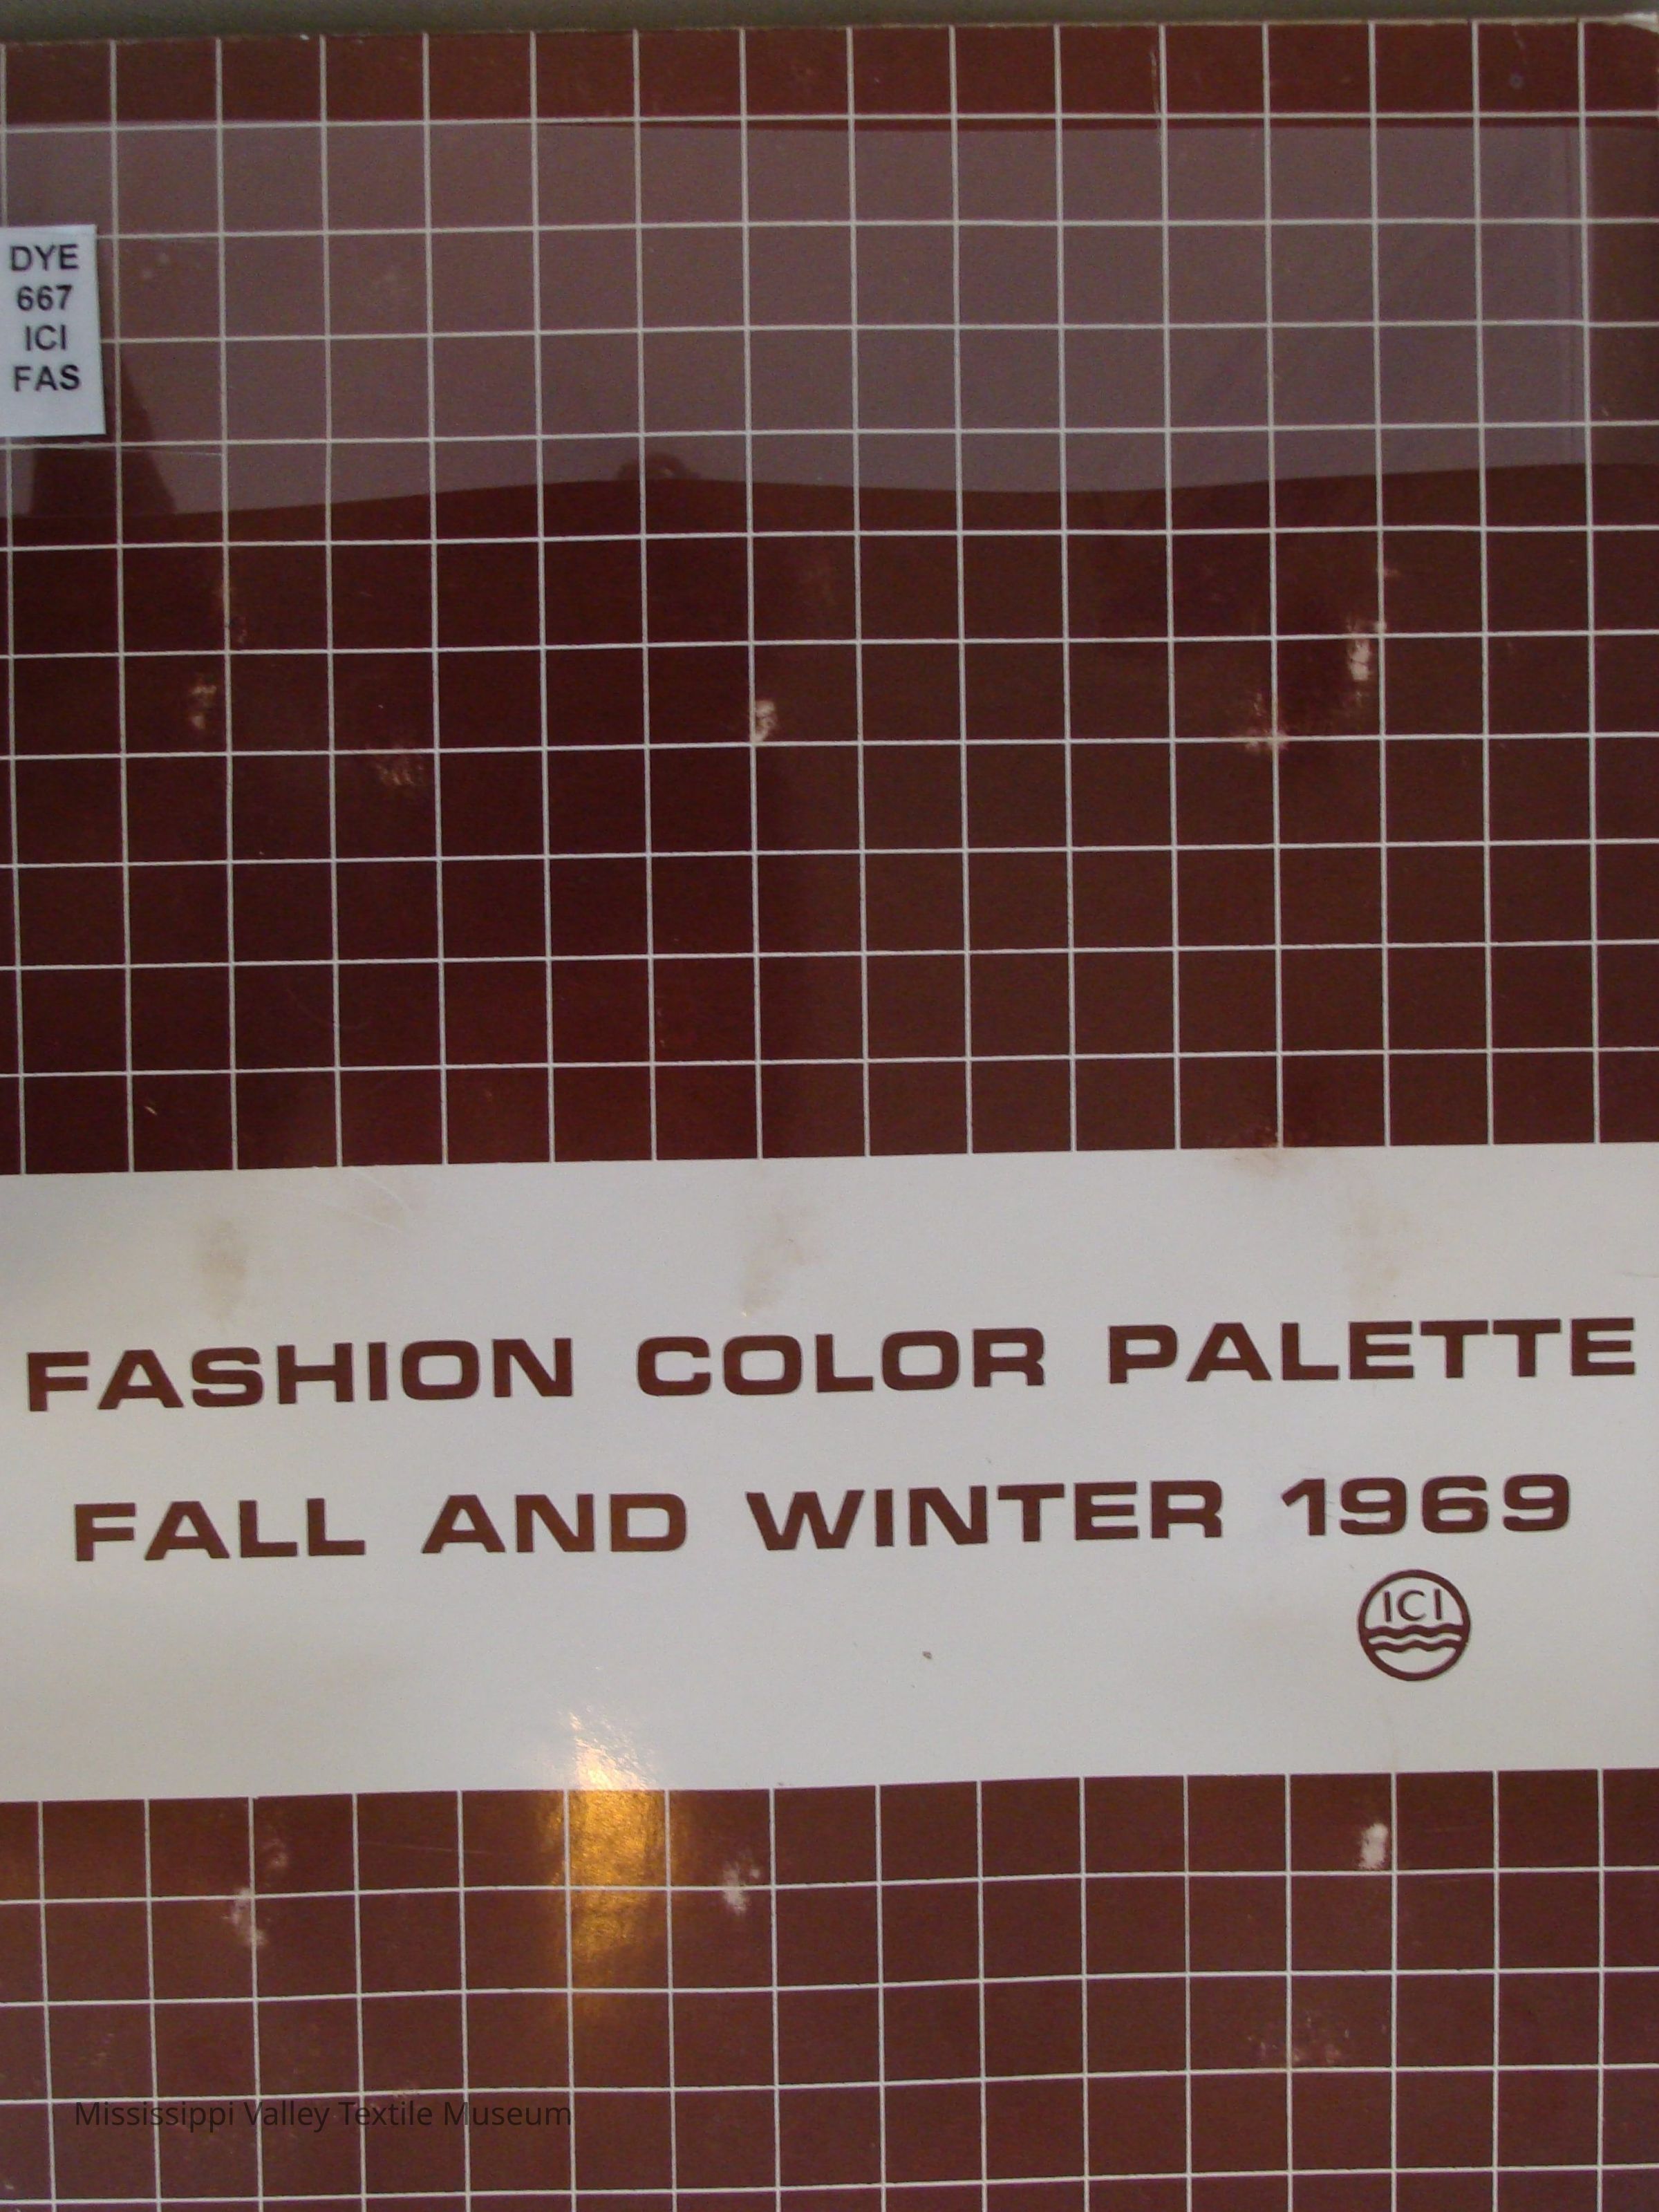 DYE
667
ICI
FAS
FASHION COLOR PALETTE
FALL AND WINTER 1969
ICI
Mississippi Valley Textile Museum